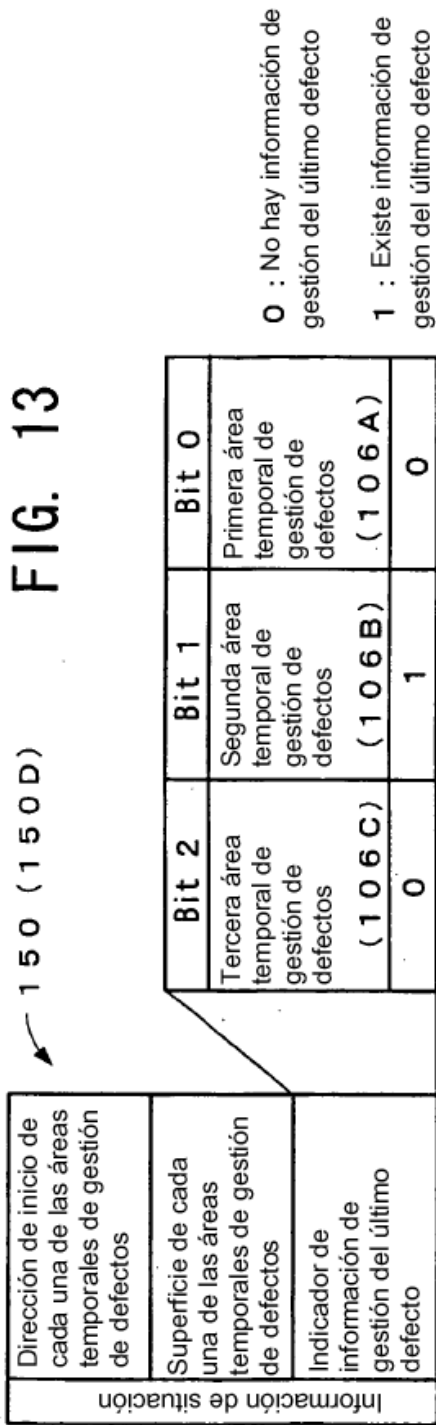 FIG. 13
150 (150D)
Información de situación
Dirección de inicio de
cada una de las áreas
temporales de gestión
de defectos
Superficie de cada
una de las áreas
temporales de gestión
de defectos
Indicador de
información de
gestión del último
defecto
Bit 2
Tercera área
temporal de
gestión de
defectos
(106C)
0
Bit 1
Segunda área
temporal de
gestión de
defectos
(106B)
1
Bit 0
Primera área
temporal de
gestión de
defectos
(106A)
0
0 : No hay información de
gestión del último defecto
1 : Existe información de
gestión del último defecto